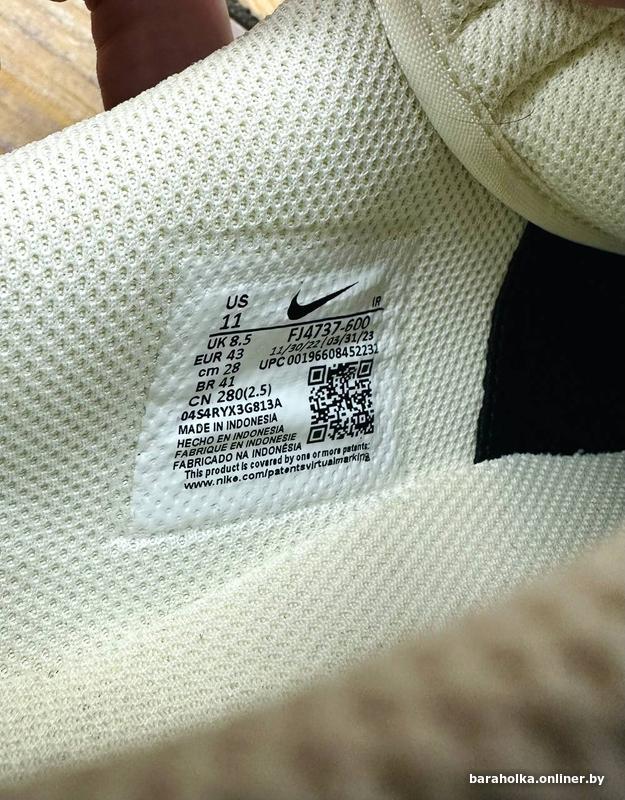 US
11
IR
UK 8.5
FJ4737-600
EUR 43
11/30/22 / 03/31/23
cm 28
UPC 00196608452231
BR 41
CN 280(2.5)
04S4RYX3G813A
MADE IN INDONESIA
HECHO EN INDONESIA
FABRIQUE EN INDONESIE
FABRICADO NA INDONÉSIA
This product is covered by one or more patents:
www.nike.com/patentsvirtualmarking
baraholka.onliner.by